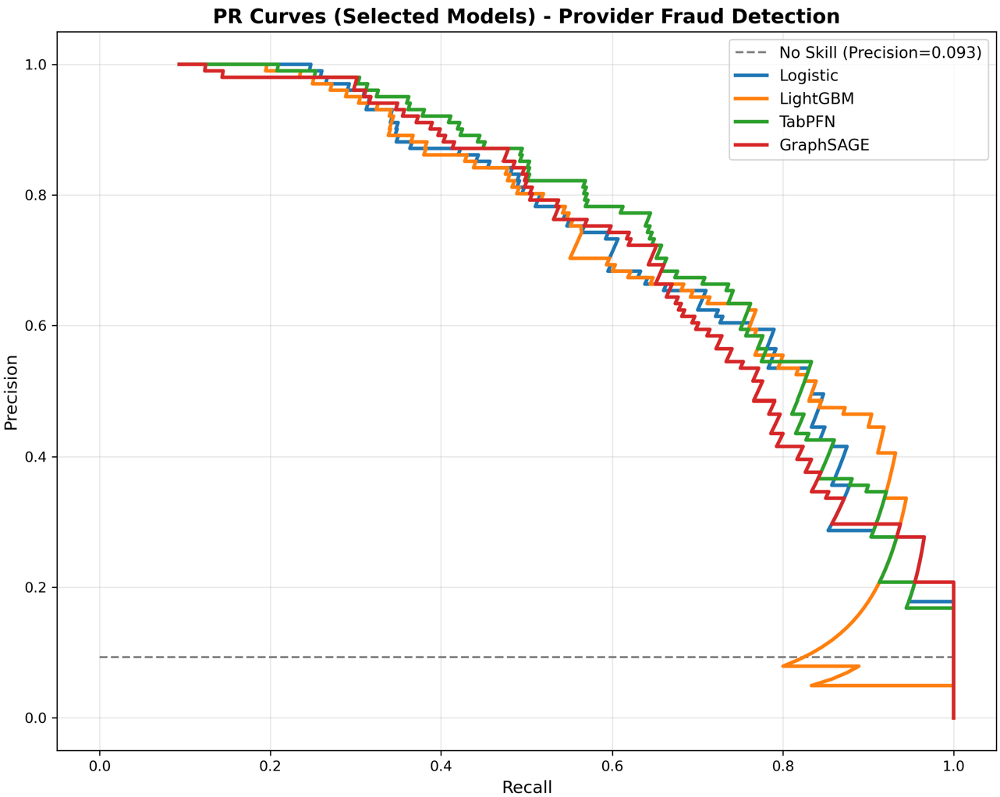 PR Curves (Selected Models) - Provider Fraud Detection
No Skill (Precision=0.093)
Logistic
LightGBM
TabPFN
GraphSAGE
Precision
1.0
0.8
0.6
0.4
0.2
0.0
0.0 0.2 0.4 0.6 0.8 1.0
Recall